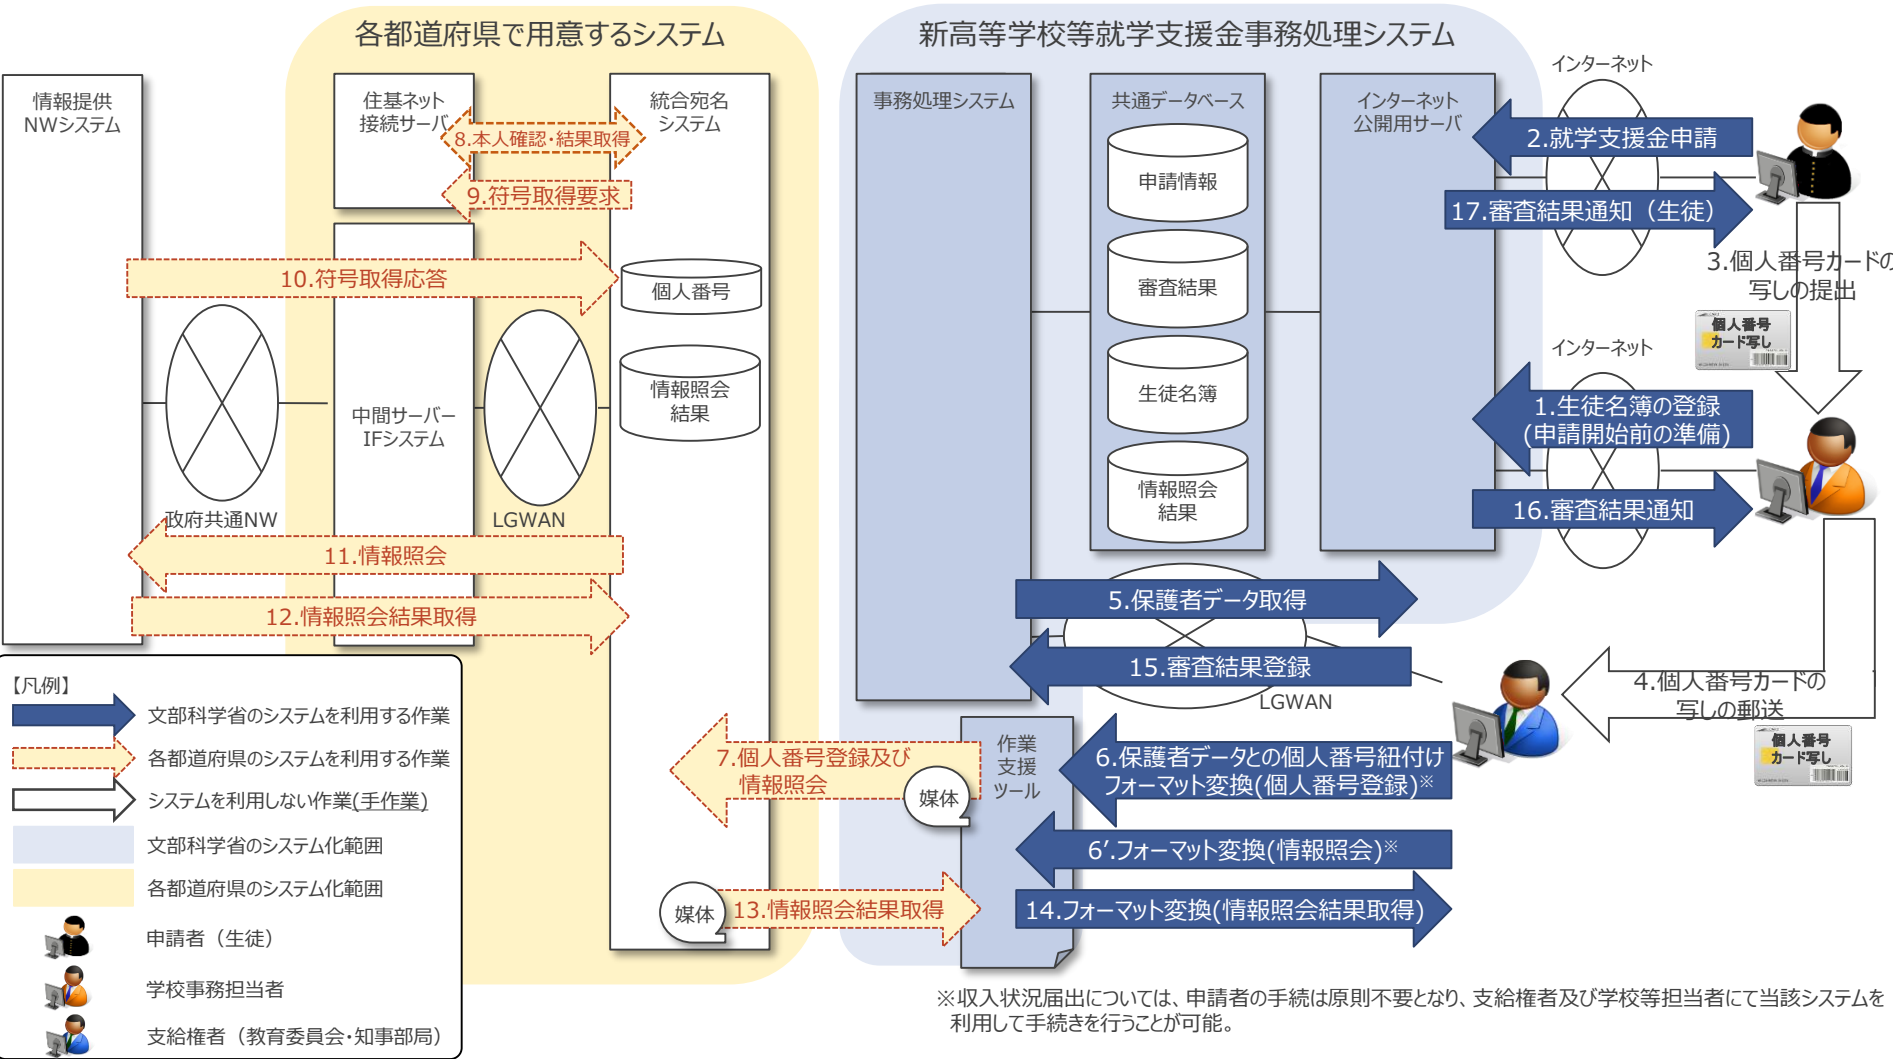 各都道府県で用意するシステム
新高等学校等就学支援金事務処理システム
情報提供
NWシステム
住基ネット
接続サーバ
統合宛名
システム
8.本人確認・結果取得
9.符号取得要求
10.符号取得応答
個人番号
情報照会
結果
中間サーバー
IFシステム
政府共通NW
LGWAN
11.情報照会
12.情報照会結果取得
事務処理システム
共通データベース
申請情報
審査結果
生徒名簿
情報照会
結果
インターネット
公開用サーバ
インターネット
2.就学支援金申請
17.審査結果通知（生徒）
3.個人番号カードの
写しの提出
個人番号
カード写し
インターネット
1.生徒名簿の登録
(申請開始前の準備)
16.審査結果通知
5.保護者データ取得
15.審査結果登録
LGWAN
4.個人番号カードの
写しの郵送
個人番号
カード写し
作業
支援
ツール
6.保護者データとの個人番号紐付け
フォーマット変換(個人番号登録)※
7.個人番号登録及び
情報照会
媒体
6’.フォーマット変換(情報照会)※
媒体
13.情報照会結果取得
14.フォーマット変換(情報照会結果取得)
【凡例】
文部科学省のシステムを利用する作業
各都道府県のシステムを利用する作業
システムを利用しない作業(手作業)
文部科学省のシステム化範囲
各都道府県のシステム化範囲
申請者（生徒）
学校事務担当者
支給権者（教育委員会・知事部局）
※収入状況届出については、申請者の手続は原則不要となり、支給権者及び学校等担当者にて当該システムを
利用して手続きを行うことが可能。